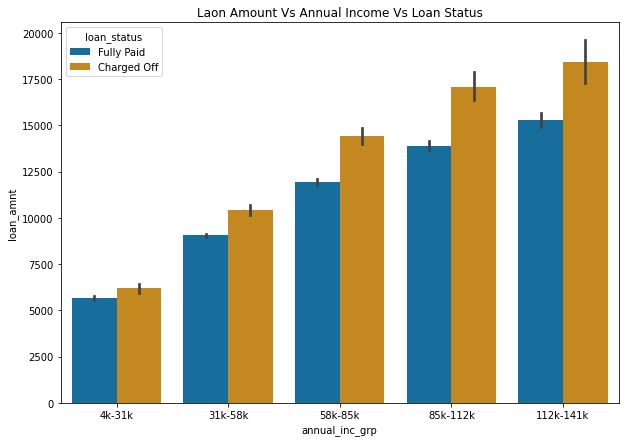 Laon Amount Vs Annual Income Vs Loan Status
loan_status
Fully Paid
Charged Off
20000
17500
15000
12500
10000
7500
5000
2500
0
loan_amnt
4k-31k
31k-58k
58k-85k
85k-112k
112k-141k
annual_inc_grp